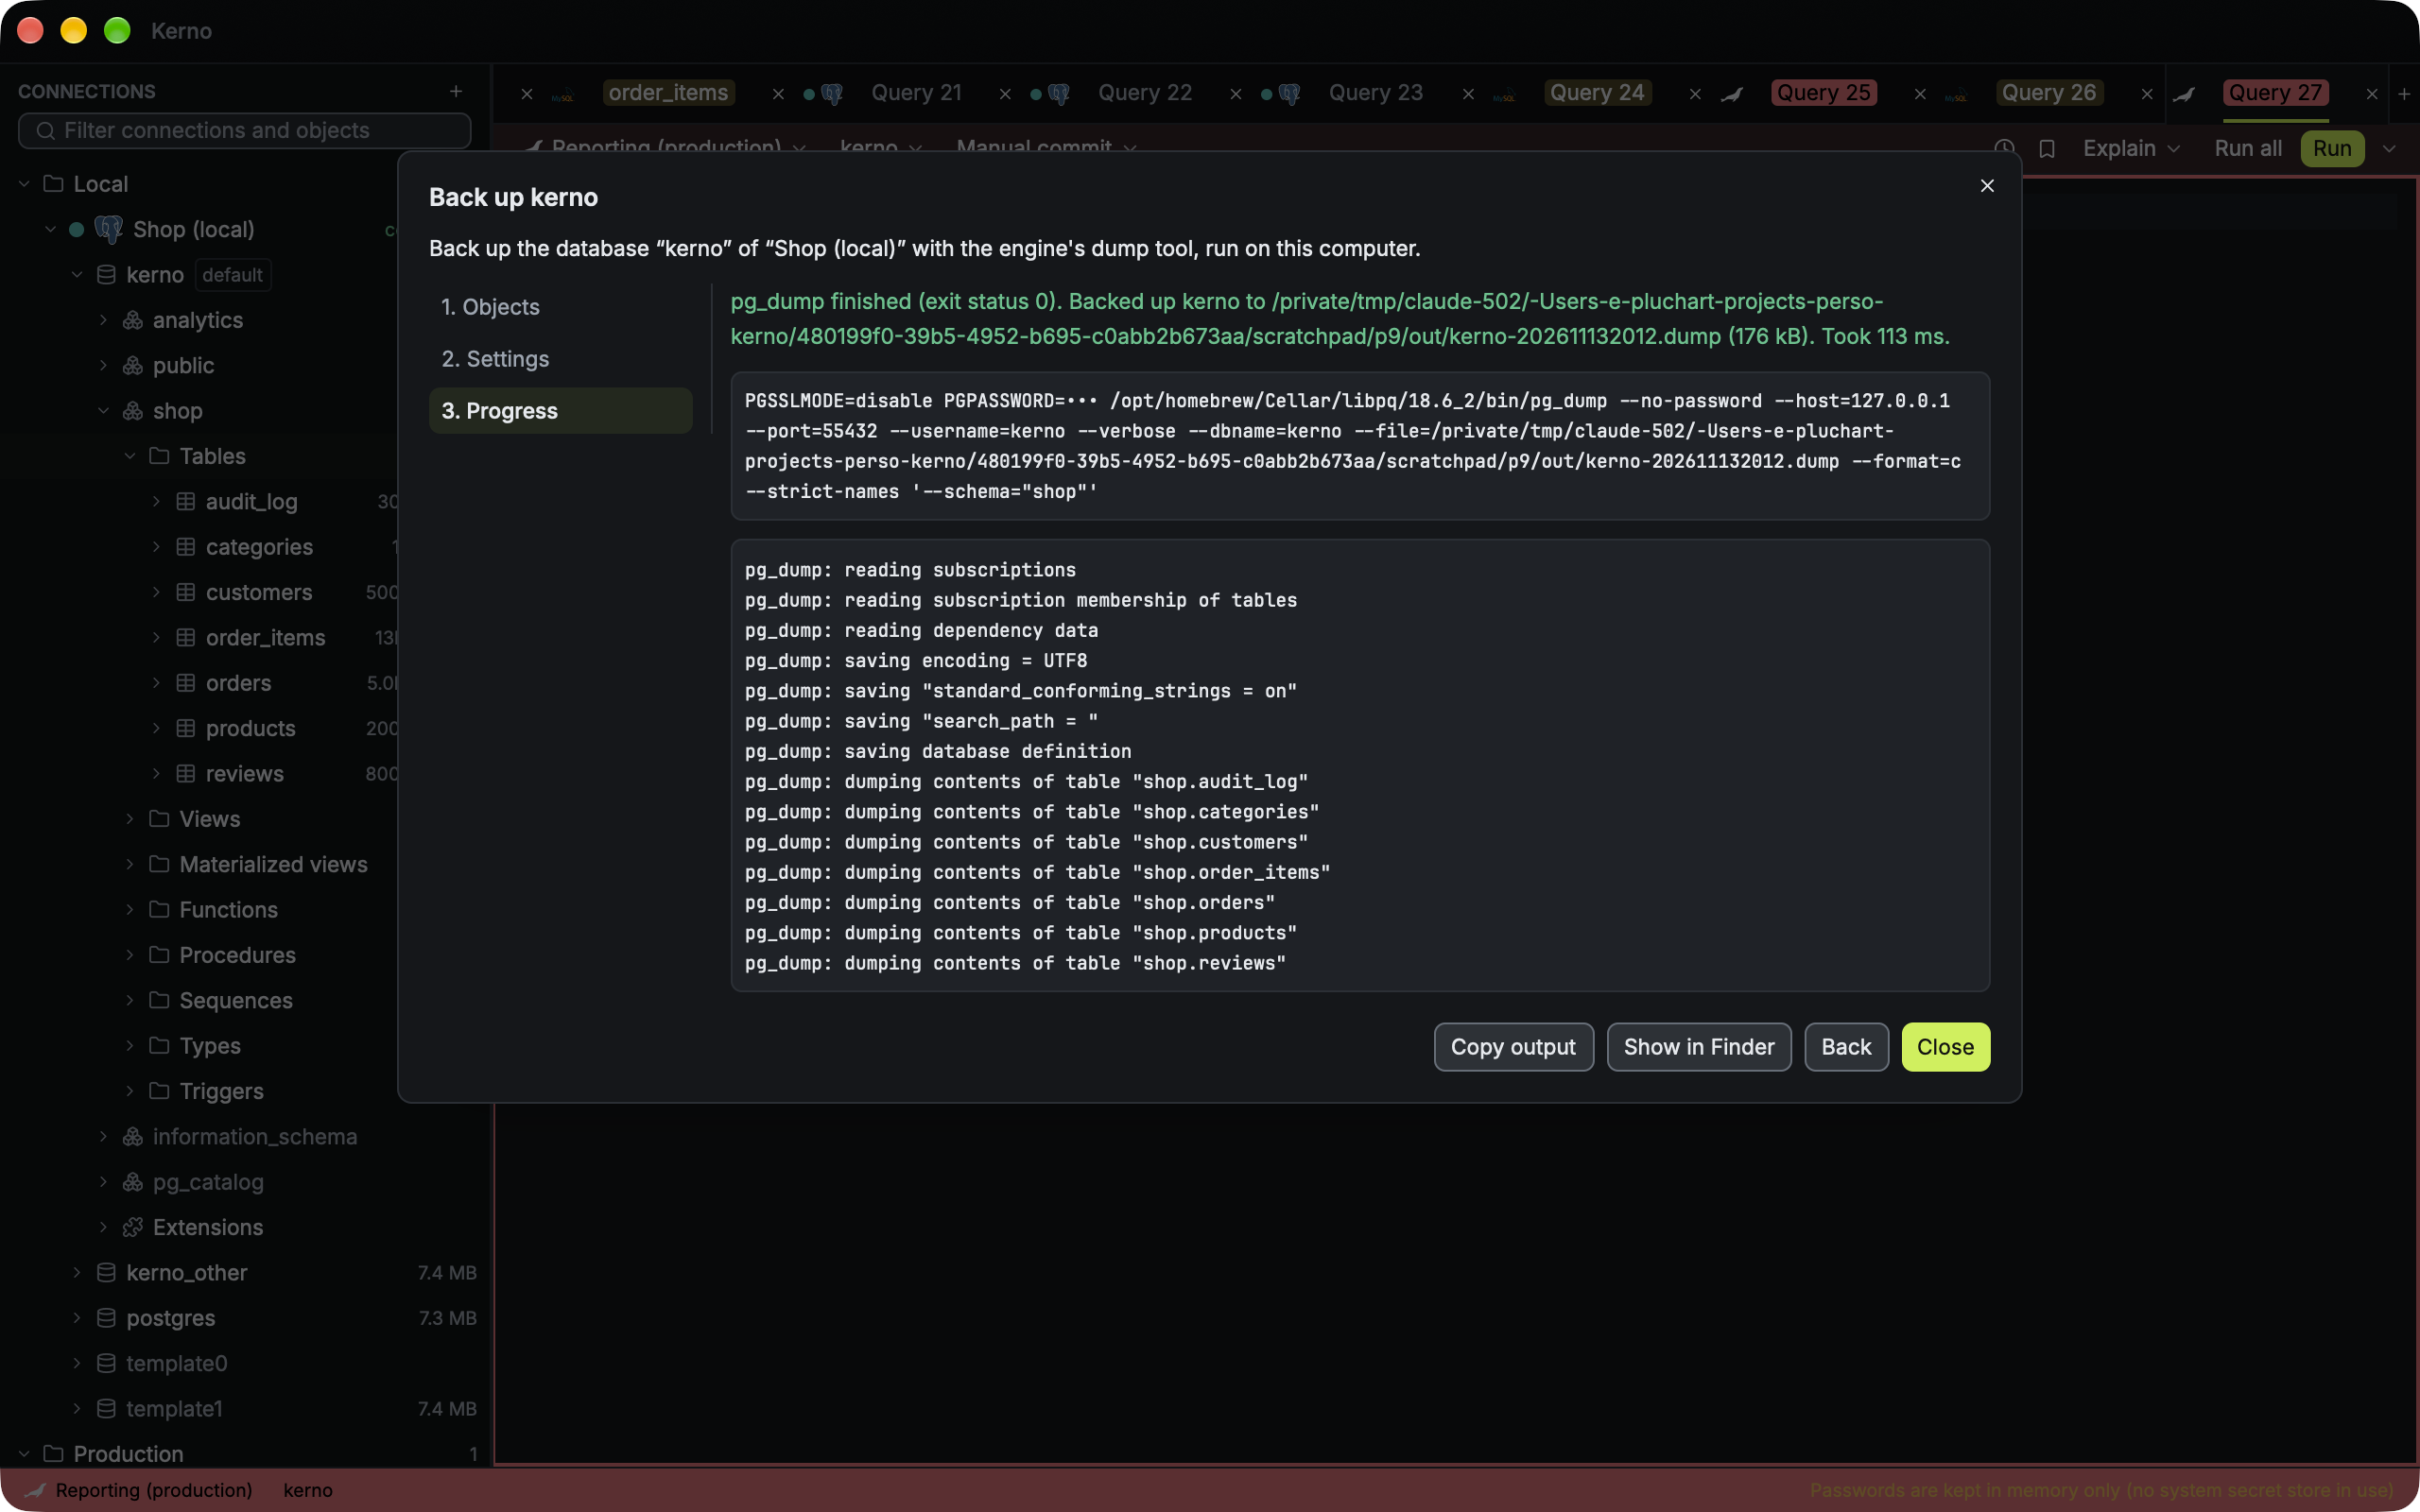 Kerno
CONNECTIONS
Filter connections and objects
Local
Shop (local)
kerno default
analytics
public
shop
Tables
audit_log
categories
customers
order_items
orders
products
reviews
Views
Materialized views
Functions
Procedures
Sequences
Types
Triggers
information_schema
pg_catalog
Extensions
kerno_other 7.4 MB
postgres 7.3 MB
template0
template1 7.4 MB
Production 1
order_items Query 21 Query 22 Query 23 Query 24 Query 25 Query 26 Query 27
Reporting (production) kerno Manual commit Explain Run all Run
Back up kerno
Back up the database “kerno” of “Shop (local)” with the engine's dump tool, run on this computer.
1. Objects
2. Settings
3. Progress
pg_dump finished (exit status 0). Backed up kerno to /private/tmp/claude-502/-Users-e-pluchart-projects-perso-
kerno/480199f0-39b5-4952-b695-c0abb2b673aa/scratchpad/p9/out/kerno-202611132012.dump (176 kB). Took 113 ms.
PGSSLMODE=disable PGPASSWORD=••• /opt/homebrew/Cellar/libpq/18.6_2/bin/pg_dump --no-password --host=127.0.0.1
--port=55432 --username=kerno --verbose --dbname=kerno --file=/private/tmp/claude-502/-Users-e-pluchart-
projects-perso-kerno/480199f0-39b5-4952-b695-c0abb2b673aa/scratchpad/p9/out/kerno-202611132012.dump --format=c
--strict-names '--schema="shop"'
pg_dump: reading subscriptions
pg_dump: reading subscription membership of tables
pg_dump: reading dependency data
pg_dump: saving encoding = UTF8
pg_dump: saving "standard_conforming_strings = on"
pg_dump: saving "search_path = "
pg_dump: saving database definition
pg_dump: dumping contents of table "shop.audit_log"
pg_dump: dumping contents of table "shop.categories"
pg_dump: dumping contents of table "shop.customers"
pg_dump: dumping contents of table "shop.order_items"
pg_dump: dumping contents of table "shop.orders"
pg_dump: dumping contents of table "shop.products"
pg_dump: dumping contents of table "shop.reviews"
Copy output Show in Finder Back Close
Reporting (production) kerno Passwords are kept in memory only (no system secret store in use)